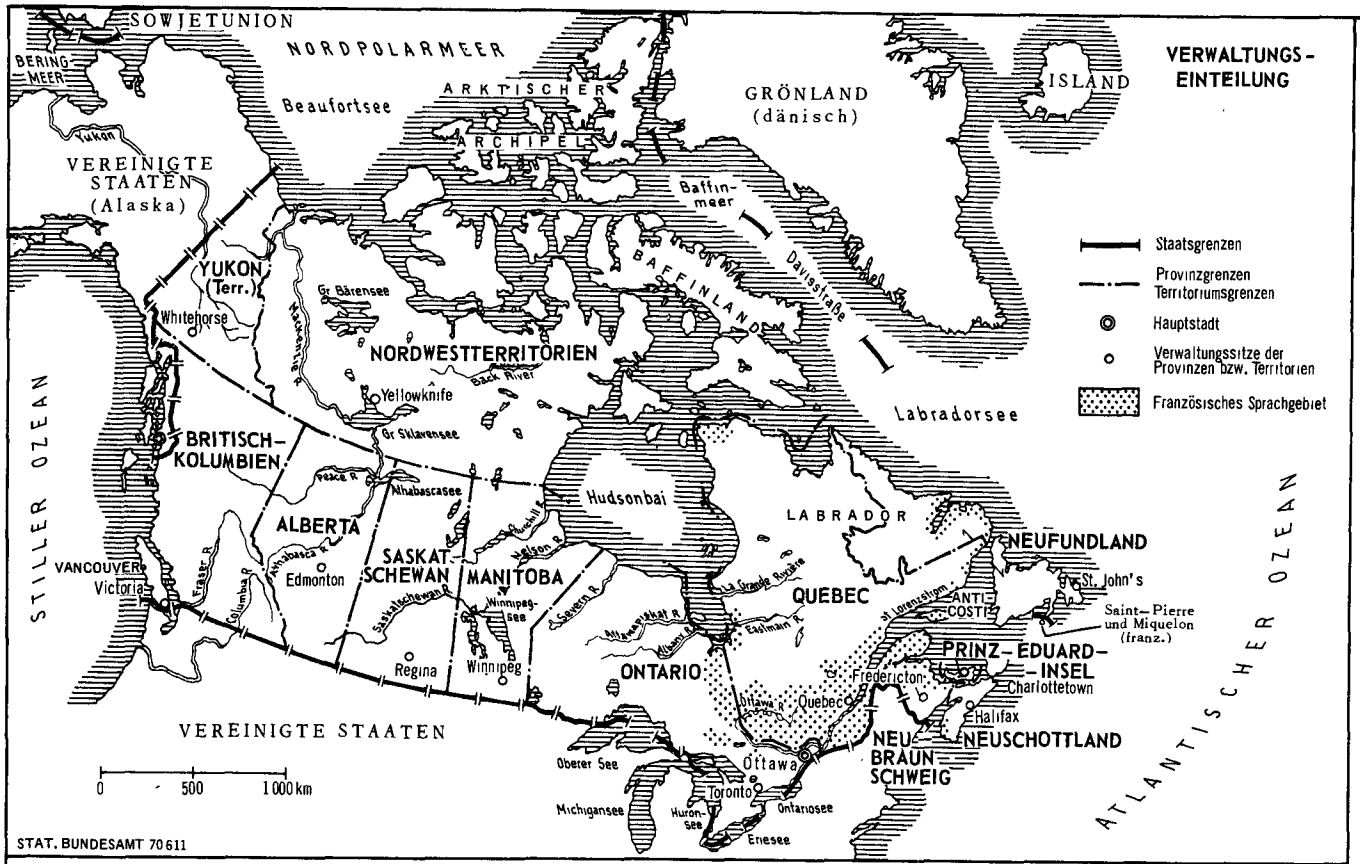 SOWJETUNION
NORDPOLARMEER
BERING-
MEER
Beaufortsee
ARKTISCHER
ARCHIPEL
GRÖNLAND
(dänisch)
ISLAND
VERWALTUNGS-
EINTEILUNG
Yukon
VEREINIGTE
STAATEN
(Alaska)
Baffin-
meer
Davisstraße
BAFFINLAND
YUKON
(Terr.)
Whitehorse
Mackenzie R.
Gr Bärensee
NORDWESTTERRITORIEN
Back River
Yellowknife
Gr Sklavensee
Labradorsee
Staatsgrenzen
Provinzgrenzen
Territoriumsgrenzen
Hauptstadt
Verwaltungssitze der
Provinzen bzw. Territorien
Französisches Sprachgebiet
STILLER OZEAN
BRITISCH-
KOLUMBIEN
Peace R
Athabascasee
ALBERTA
Athabasca R
Edmonton
SASKAT
SCHEWAN
Saskatschewan R
Regina
MANITOBA
Churchill R
Nelson R
Winnipeg-
see
Winnipeg
Severn R
Hudsonbai
LABRADOR
NEUFUNDLAND
St. John's
Saint-Pierre
und Miquelon
(franz.)
VANCOUVER
Victoria
Fraser R
Columbia R
Attawapiskat R
Albany R
ONTARIO
La Grande Rivière
Eastmain R
QUEBEC
St Lorenzstrom
ANTI-
COSTI
PRINZ-EDUARD-
-INSEL
Charlottetown
Fredericton
Halifax
NEUSCHOTTLAND
NEU
BRAUN
SCHWEIG
Quebec
Ottawa R
Ottawa
Toronto
VEREINIGTE STAATEN
Oberer See
Michigansee
Huron-
see
Ontariosee
Eriesee
ATLANTISCHER OZEAN
0 500 1000 km
STAT. BUNDESAMT 70611